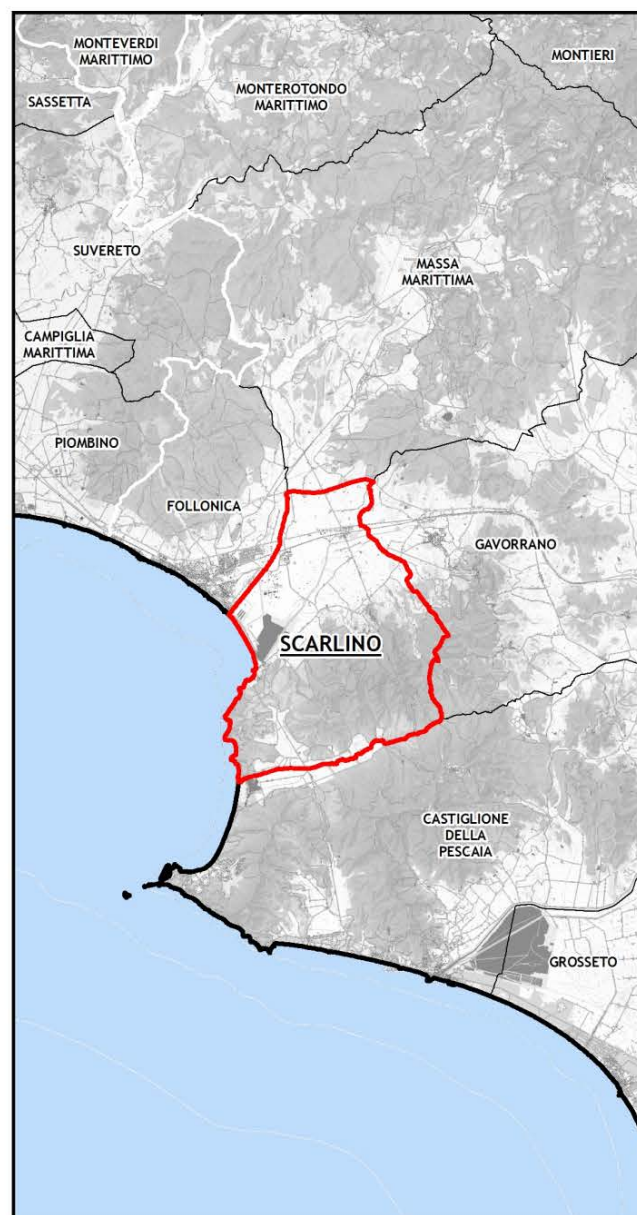 MONTEVERDI
MARITTIMO
MONTIERI
SASSETTA
MONTEROTONDO
MARITTIMO
SUVERETO
MASSA
MARITTIMA
CAMPIGLIA
MARITTIMA
PIOMBINO
FOLLONICA
GAVORRANO
SCARLINO
CASTIGLIONE
DELLA
PESCAIA
GROSSETO